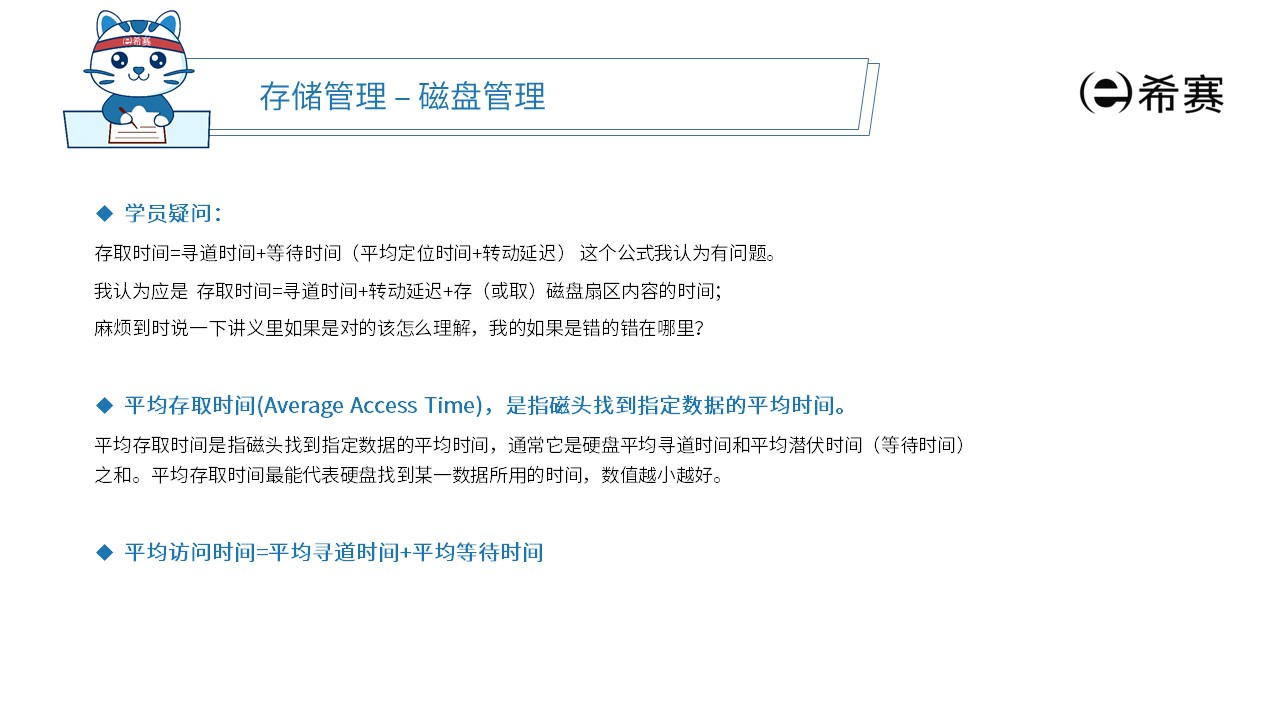 希赛
存储管理 – 磁盘管理
希赛
◆ 学员疑问：
存取时间=寻道时间+等待时间（平均定位时间+转动延迟） 这个公式我认为有问题。
我认为应是 存取时间=寻道时间+转动延迟+存（或取）磁盘扇区内容的时间；
麻烦到时说一下讲义里如果是对的该怎么理解，我的如果是错的错在哪里？
◆ 平均存取时间(Average Access Time)，是指磁头找到指定数据的平均时间。
平均存取时间是指磁头找到指定数据的平均时间，通常它是硬盘平均寻道时间和平均潜伏时间（等待时间）
之和。平均存取时间最能代表硬盘找到某一数据所用的时间，数值越小越好。
◆ 平均访问时间=平均寻道时间+平均等待时间